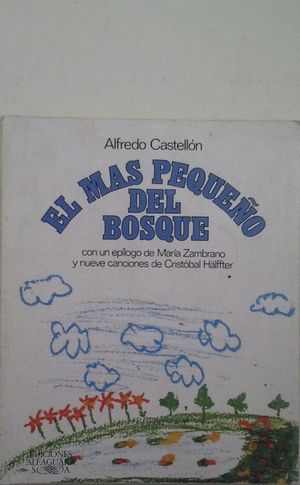 Alfredo Castellón
EL MAS PEQUEÑO
DEL
BOSQUE
con un epílogo de María Zambrano
y nueve canciones de Cristóbal Hälffter
EDICIONES
ALFAGUARA
S A